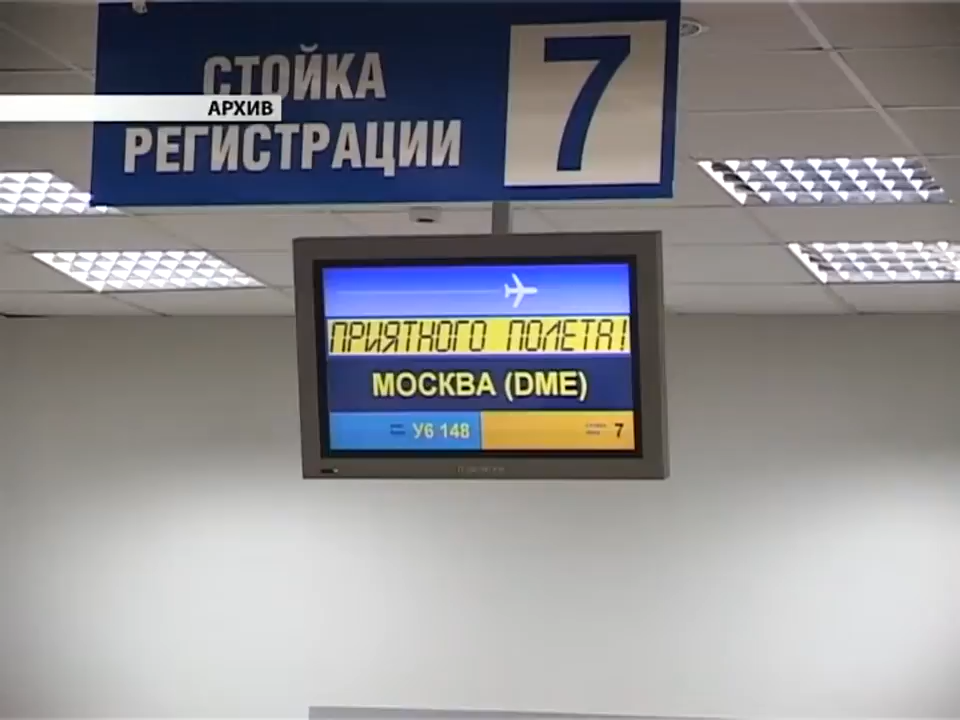 СТОЙКА
РЕГИСТРАЦИИ
7
АРХИВ
ПРИЯТНОГО ПОЛЕТА!
МОСКВА (DME)
У6 148
7